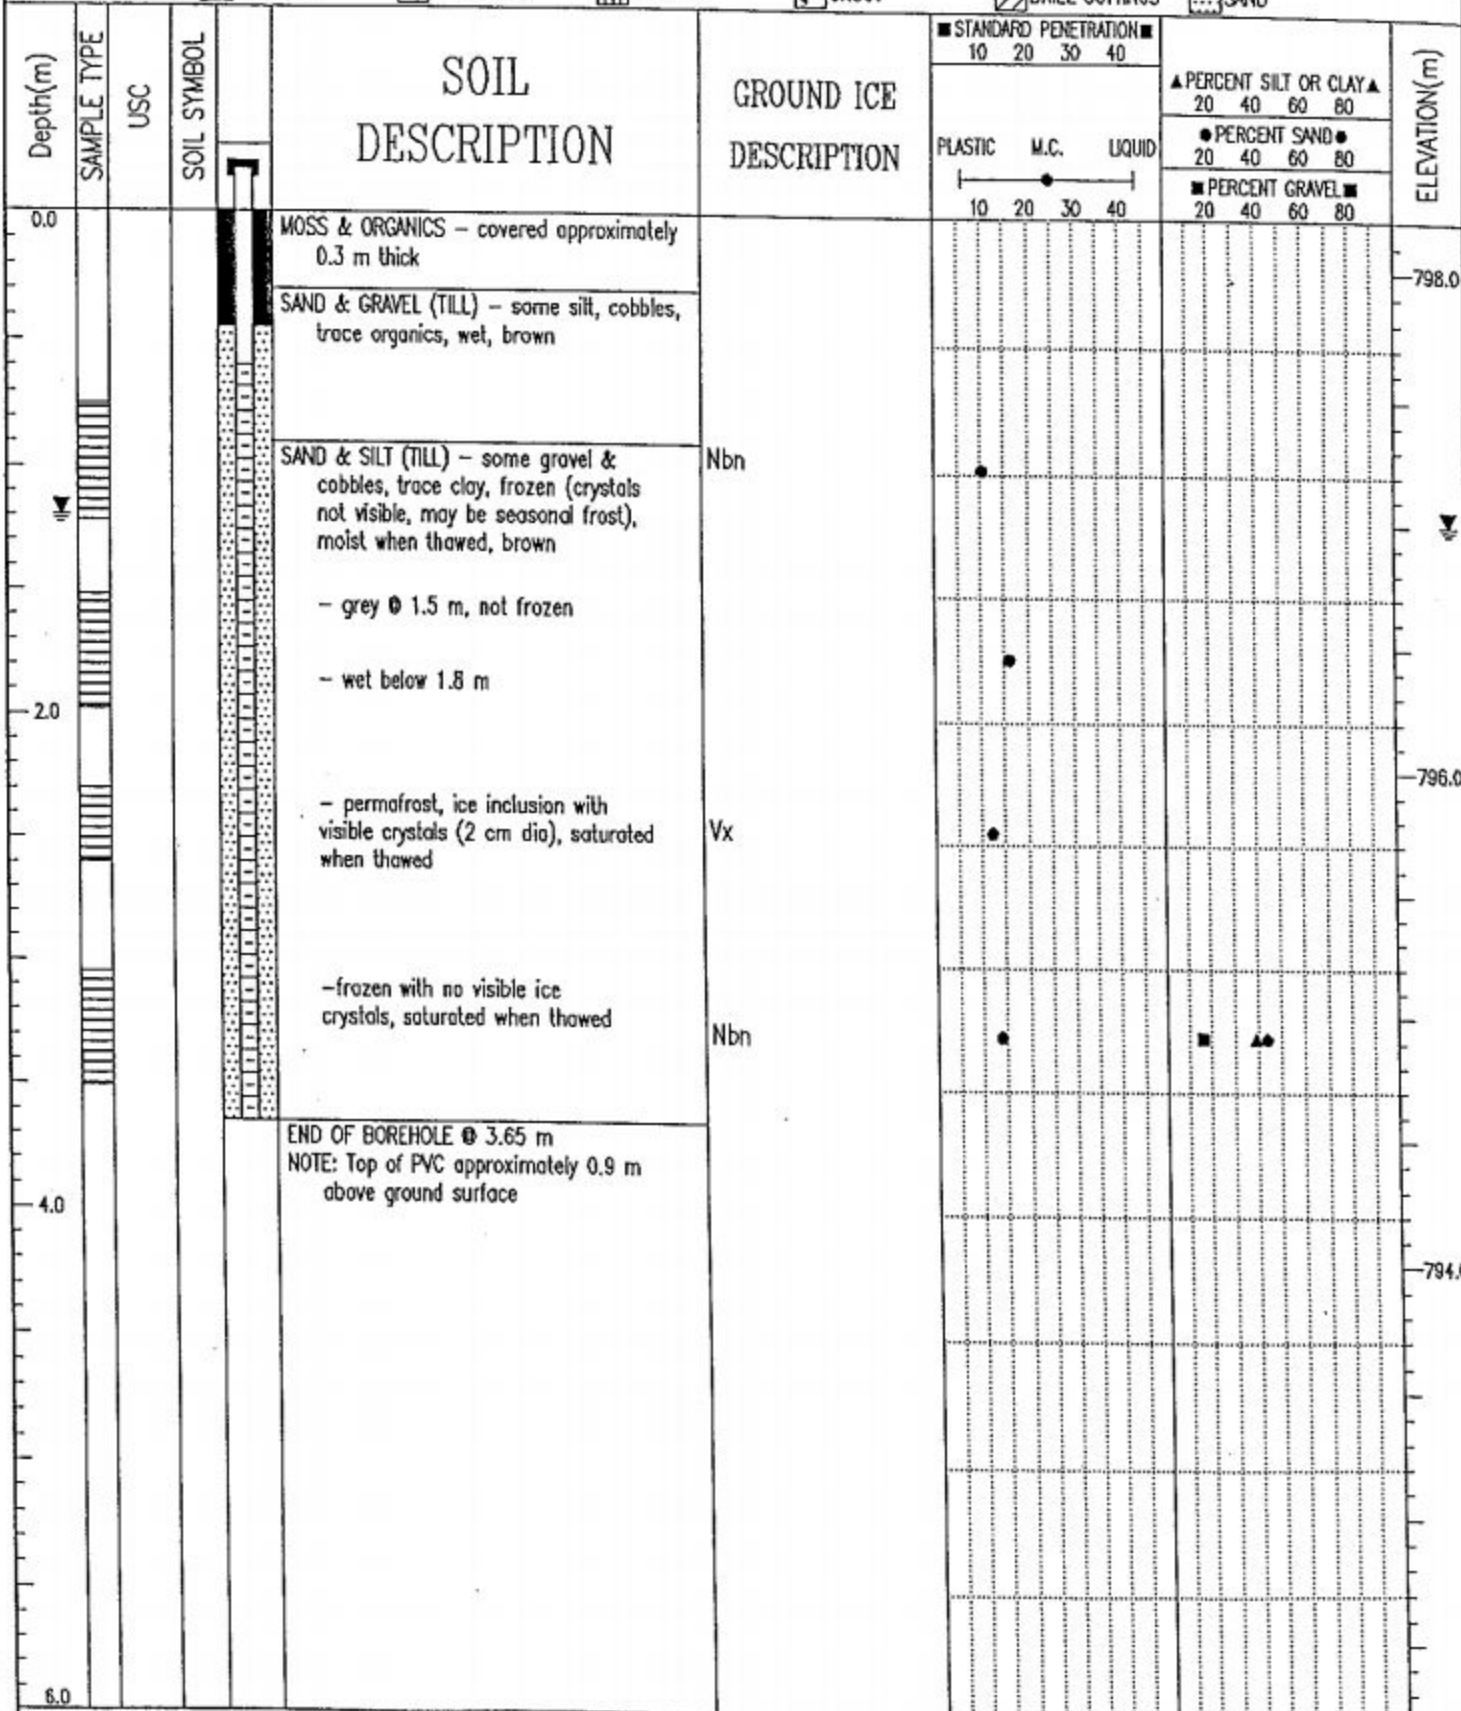 SAND
Depth(m)
SAMPLE TYPE
USC
SOIL SYMBOL
SOIL
DESCRIPTION
GROUND ICE
DESCRIPTION
■STANDARD PENETRATION■
10 20 30 40
PLASTIC M.C. LIQUID
10 20 30 40
▲PERCENT SILT OR CLAY▲
20 40 60 80
●PERCENT SAND●
20 40 60 80
■PERCENT GRAVEL■
20 40 60 80
ELEVATION(m)
0.0
MOSS & ORGANICS – covered approximately
0.3 m thick
798.0
SAND & GRAVEL (TILL) – some silt, cobbles,
trace organics, wet, brown
SAND & SILT (TILL) – some gravel &
Nbn
cobbles, trace clay, frozen (crystals
not visible, may be seasonal frost),
moist when thawed, brown
– grey @ 1.5 m, not frozen
– wet below 1.8 m
2.0
796.0
– permafrost, ice inclusion with
visible crystals (2 cm dia), saturated
Vx
when thawed
–frozen with no visible ice
crystals, saturated when thawed
Nbn
END OF BOREHOLE @ 3.65 m
NOTE: Top of PVC approximately 0.9 m
above ground surface
4.0
794.
6.0